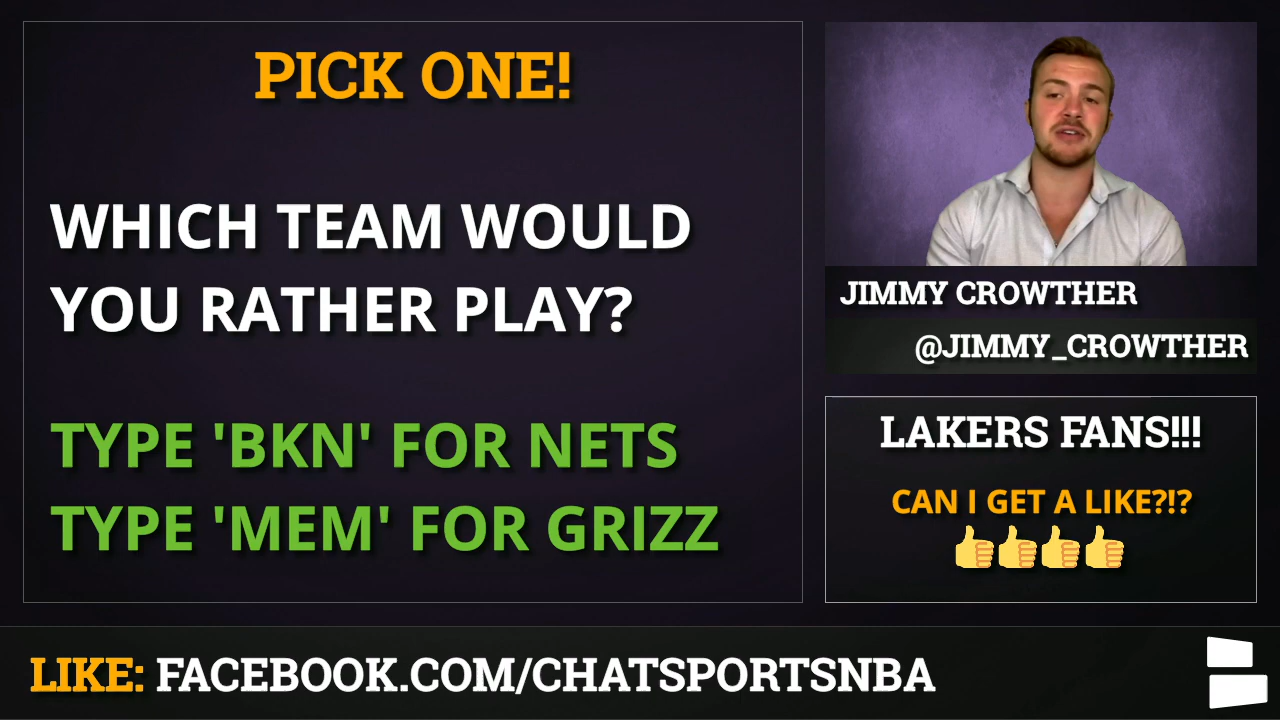 PICK ONE!
WHICH TEAM WOULD
YOU RATHER PLAY?
TYPE 'BKN' FOR NETS
TYPE 'MEM' FOR GRIZZ
JIMMY CROWTHER
@JIMMY_CROWTHER
LAKERS FANS!!!
CAN I GET A LIKE?!?
👍👍👍👍
LIKE: FACEBOOK.COM/CHATSPORTSNBA